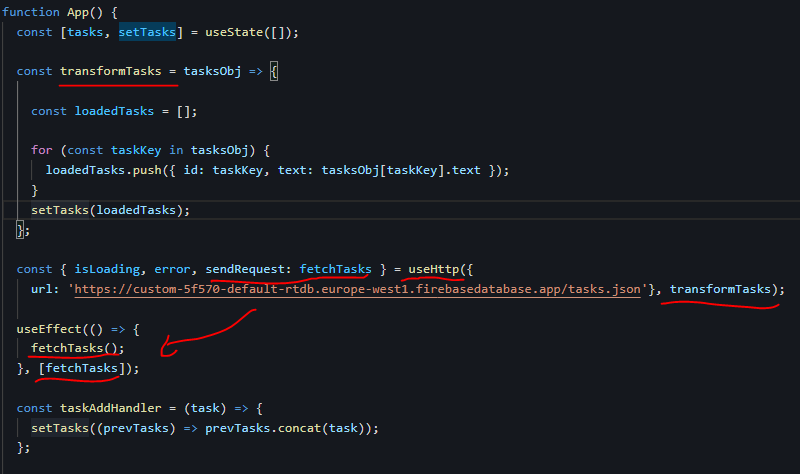 function App() {
const [tasks, setTasks] = useState([]);
const transformTasks = tasksObj => {
const loadedTasks = [];
for (const taskKey in tasksObj) {
loadedTasks.push({ id: taskKey, text: tasksObj[taskKey].text });
}
setTasks(loadedTasks);
};
const { isLoading, error, sendRequest: fetchTasks } = useHttp({
url: 'https://custom-5f570-default-rtdb.europe-west1.firebasedatabase.app/tasks.json'}, transformTasks);
useEffect(() => {
fetchTasks();
}, [fetchTasks]);
const taskAddHandler = (task) => {
setTasks((prevTasks) => prevTasks.concat(task));
};